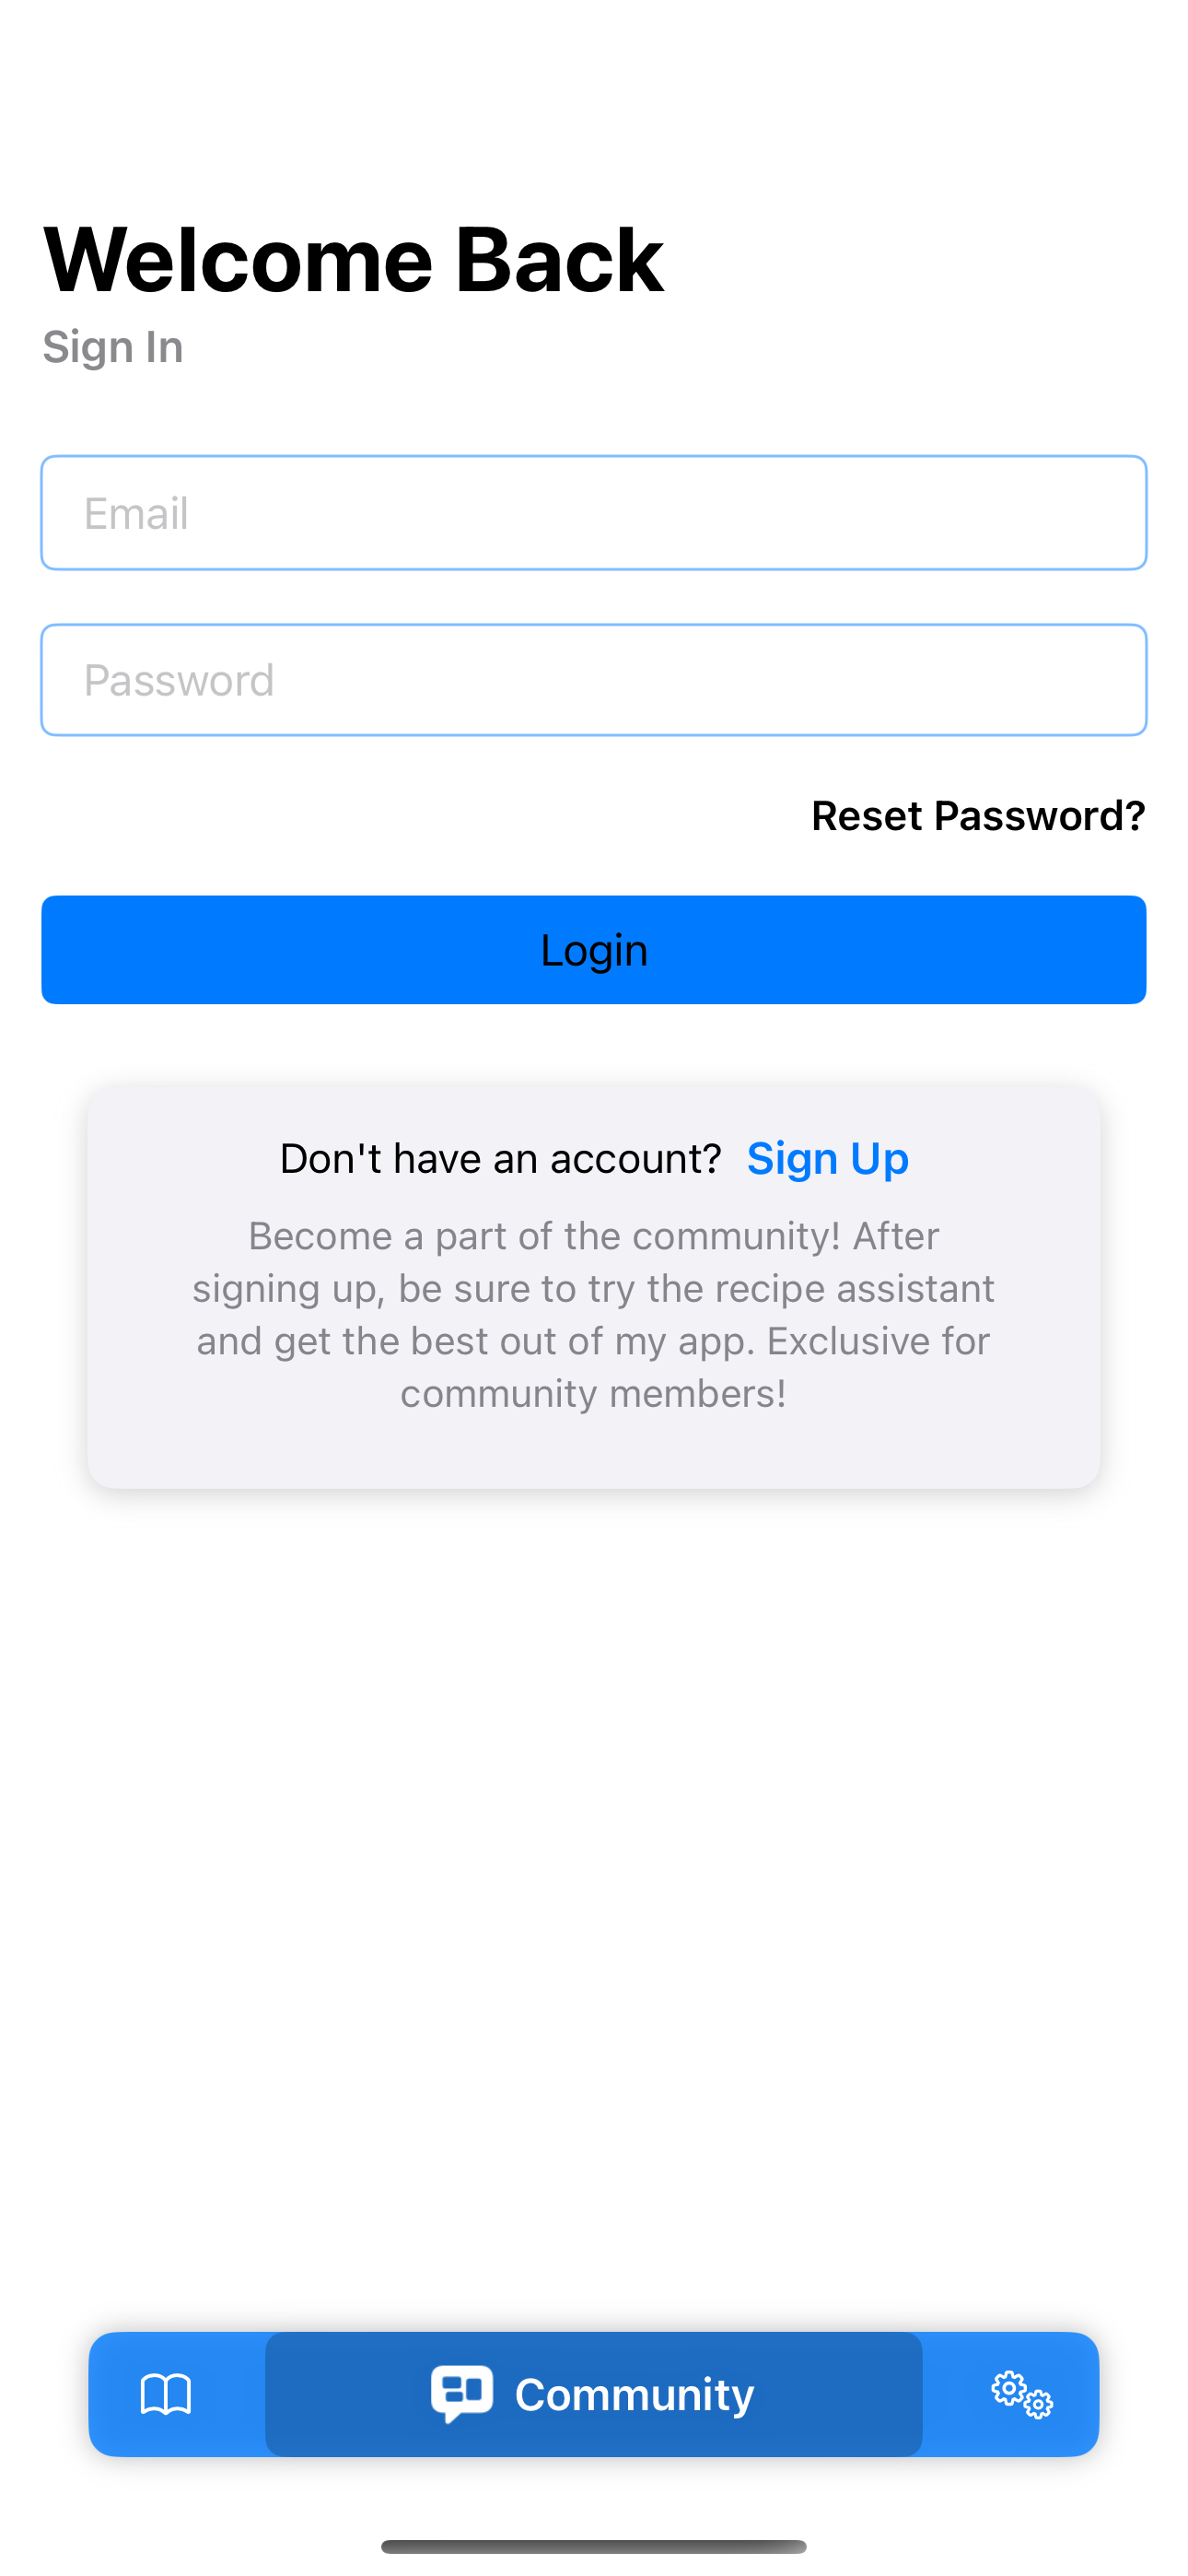 Welcome Back
Sign In
Email
Password
Reset Password?
Login
Don't have an account? Sign Up
Become a part of the community! After
signing up, be sure to try the recipe assistant
and get the best out of my app. Exclusive for
community members!
Community